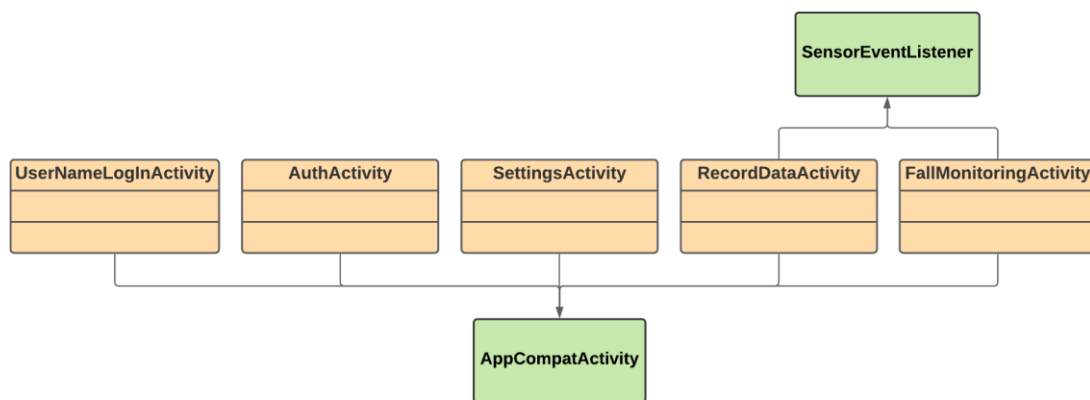 SensorEventListener
UserNameLogInActivity
AuthActivity
SettingsActivity
RecordDataActivity
FallMonitoringActivity
AppCompatActivity